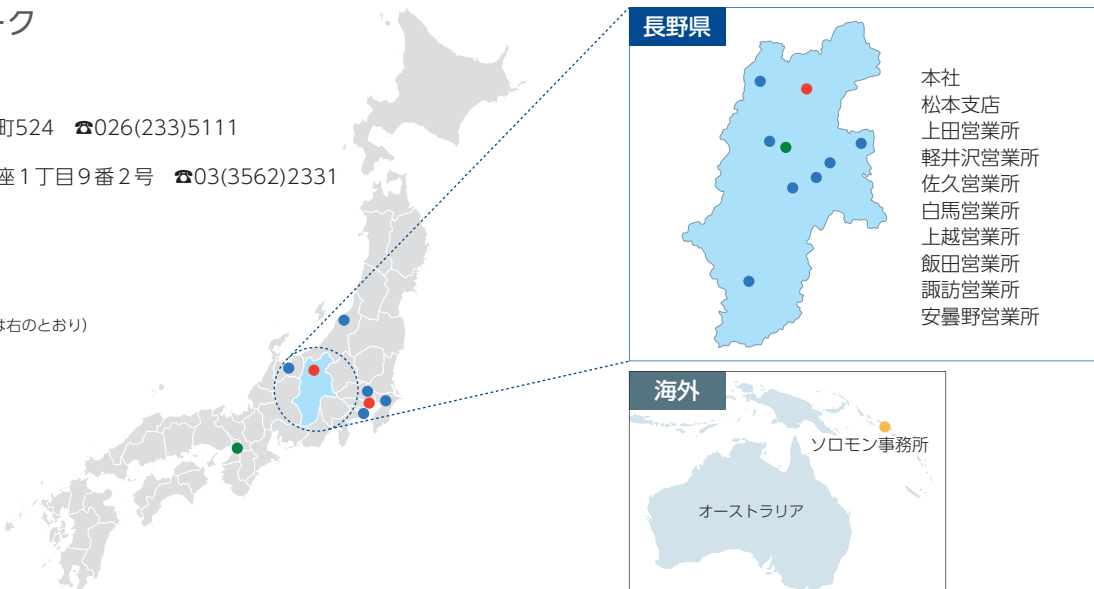 ーク
町524 ☎026(233)5111
座1丁目9番2号 ☎03(3562)2331
は右のとおり)
長野県
本社
松本支店
上田営業所
軽井沢営業所
佐久営業所
白馬営業所
上越営業所
飯田営業所
諏訪営業所
安曇野営業所
海外
ソロモン事務所
オーストラリア